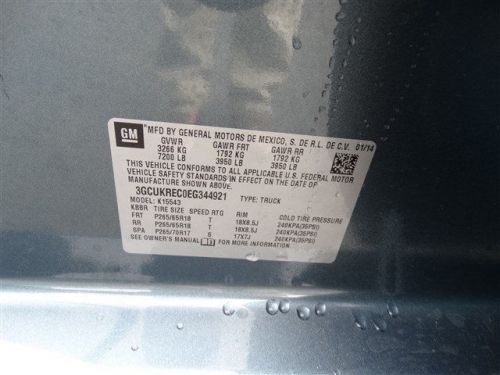 GM MFD BY GENERAL MOTORS DE MEXICO, S. DE R.L. DE C.V. 01/14
GVWR GAWR FRT GAWR RR
3266 KG 1792 KG 1792 KG
7200 LB 3950 LB 3950 LB
THIS VEHICLE CONFORMS TO ALL APPLICABLE U.S. FEDERAL MOTOR
VEHICLE SAFETY STANDARDS IN EFFECT ON THE DATE OF
MANUFACTURE SHOWN ABOVE.
3GCUKREC0EG344921 TYPE: TRUCK
MODEL: K15543
KBBR TIRE SIZE SPEED RTG RIM COLD TIRE PRESSURE
FRT P265/65R18 T 18X8.5J 240KPA(35PSI)
RR P265/65R18 T 18X8.5J 240KPA(35PSI)
SPA P265/70R17 S 17X7J 240KPA(35PSI)
SEE OWNER'S MANUAL FOR ADDITIONAL INFORMATION.